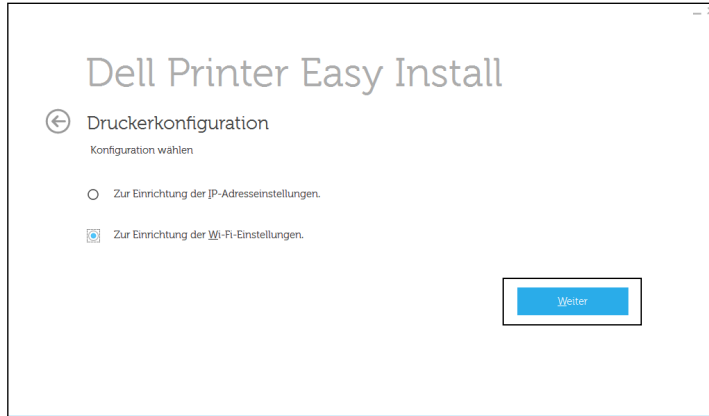 Dell Printer Easy Install
Druckerkonfiguration
Konfiguration wählen
Zur Einrichtung der IP-Adresseinstellungen.
Zur Einrichtung der Wi-Fi-Einstellungen.
Weiter